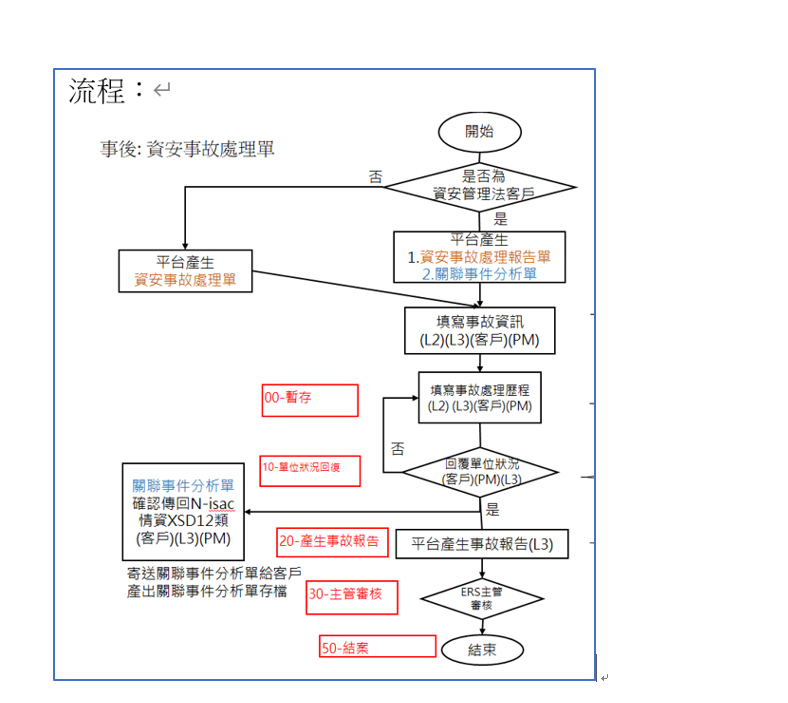 流程：
事後: 資安事故處理單
開始
是否為
資安管理法客戶
否
是
平台產生
資安事故處理單
平台產生
1.資安事故處理報告單
2.關聯事件分析單
填寫事故資訊
(L2)(L3)(客戶)(PM)
00-暫存
填寫事故處理歷程
(L2) (L3)(客戶)(PM)
否
10-單位狀況回復
回覆單位狀況
(客戶)(PM)(L3)
是
關聯事件分析單
確認傳回N-isac
情資XSD12類
(客戶)(L3)(PM)
20-產生事故報告
平台產生事故報告(L3)
寄送關聯事件分析單給客戶
產出關聯事件分析單存檔
30-主管審核
ERS主管
審核
50-結案
結束